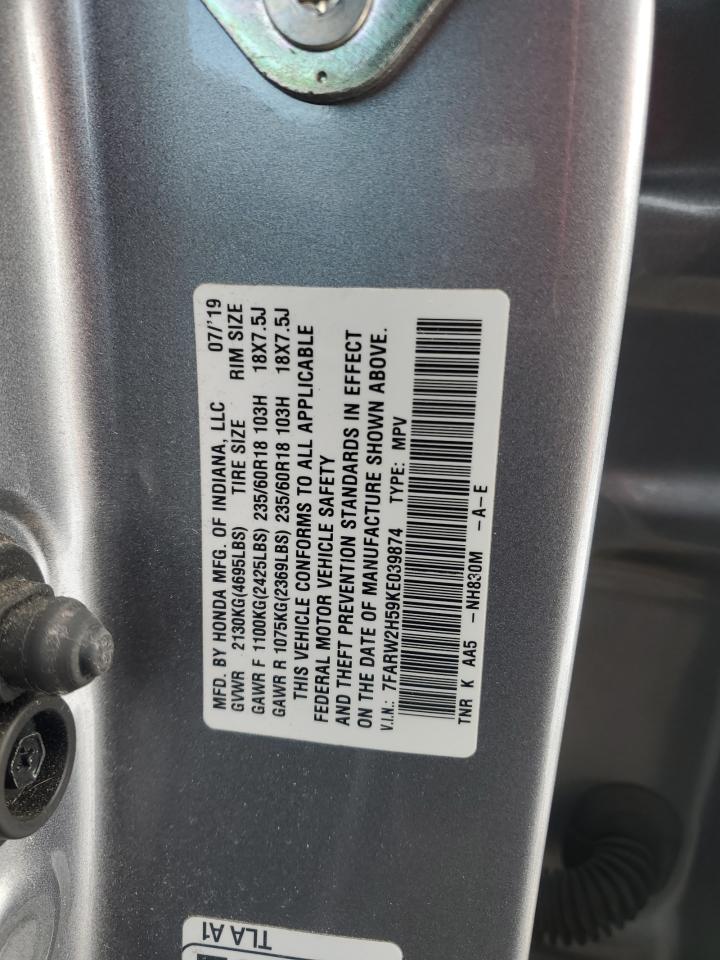 MFD. BY HONDA MFG. OF INDIANA, LLC 07/'19
GVWR 2130KG(4695LBS) TIRE SIZE RIM SIZE
GAWR F 1100KG(2425LBS) 235/60R18 103H 18X7.5J
GAWR R 1075KG(2369LBS) 235/60R18 103H 18X7.5J
THIS VEHICLE CONFORMS TO ALL APPLICABLE
FEDERAL MOTOR VEHICLE SAFETY
AND THEFT PREVENTION STANDARDS IN EFFECT
ON THE DATE OF MANUFACTURE SHOWN ABOVE.
V.I.N.: 7FARW2H59KE039874 TYPE: MPV
TNR K AA5 -NH830M -A-E
TLA A1